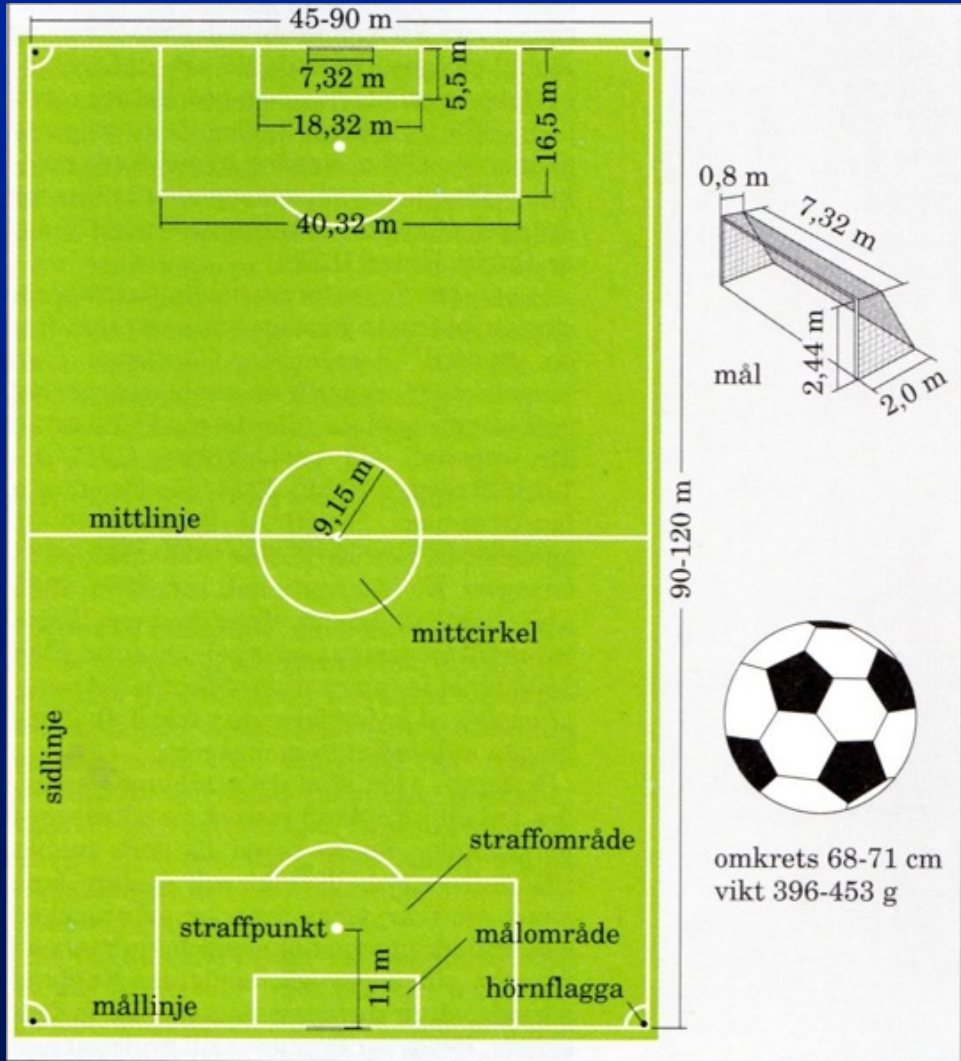 45-90 m
7,32 m
5,5 m
18,32 m
16,5 m
40,32 m
0,8 m
7,32 m
2,44 m
mål
2,0 m
9,15 m
mittlinje
90-120 m
mittcirkel
sidlinje
straffområde
omkrets 68-71 cm
vikt 396-453 g
straffpunkt
målområde
11 m
hörnflagga
mållinje